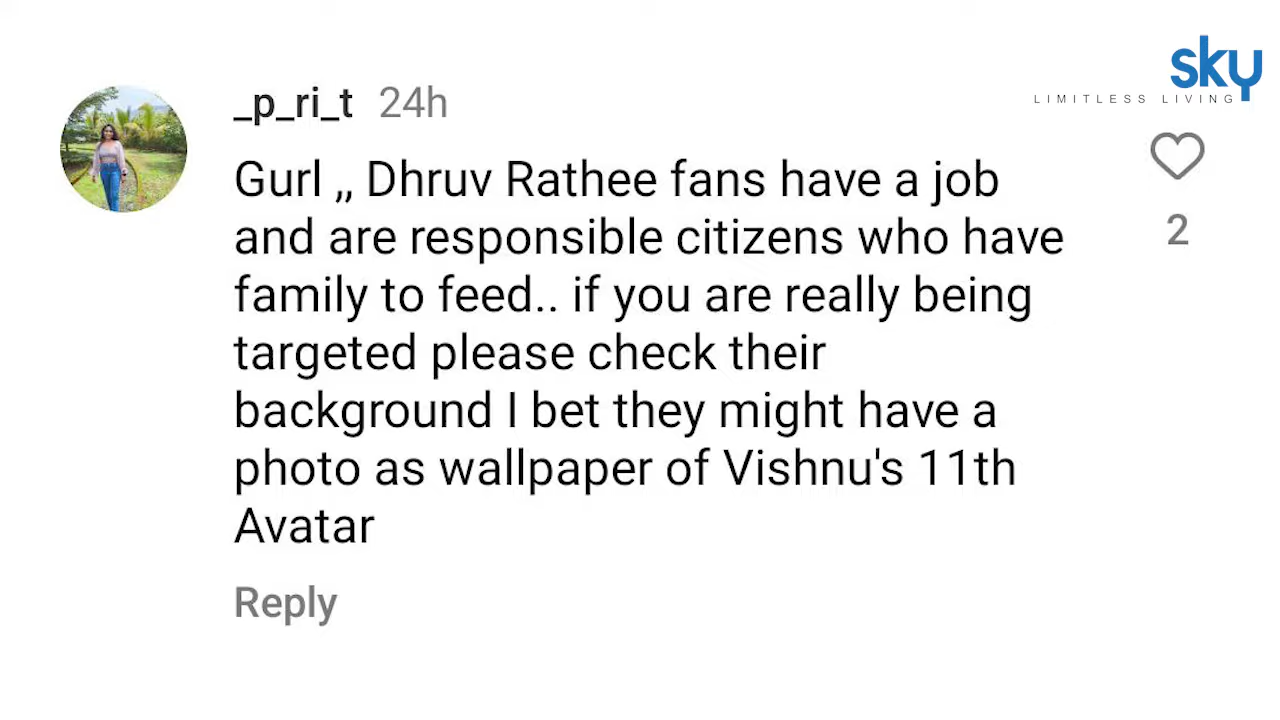 sky
LIMITLESS LIVING
_p_ri_t 24h
Gurl ,, Dhruv Rathee fans have a job
and are responsible citizens who have
family to feed.. if you are really being
targeted please check their
background I bet they might have a
photo as wallpaper of Vishnu's 11th
Avatar
2
Reply